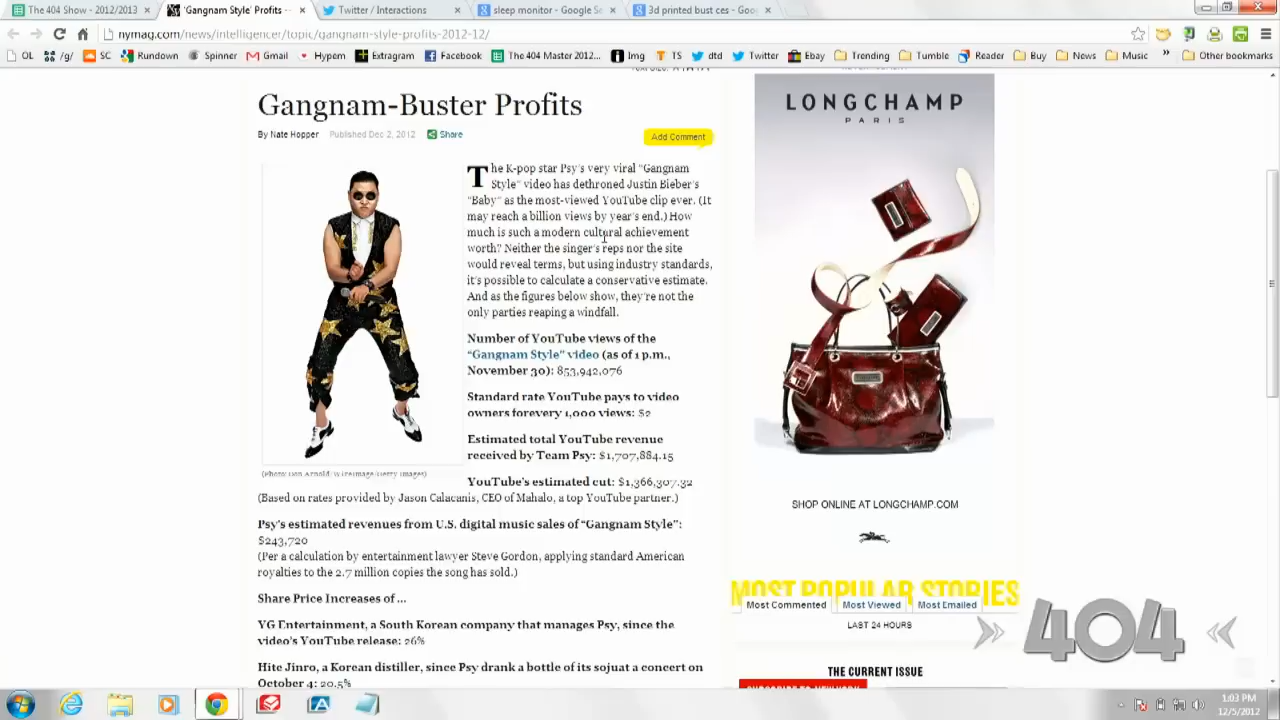 The 404 Show - 2012/2013
'Gangnam Style' Profits
Twitter / Interactions
sleep monitor - Google Se
3d printed bust ces - Goog
nymag.com/news/intelligencer/topic/gangnam-style-profits-2012-12/
OL
/g/
SC
Rundown
Spinner
Gmail
Hypem
Extragram
Facebook
The 404 Master 2012...
Img
TS
dtd
Twitter
Ebay
Trending
Tumble
Reader
Buy
News
Music
Other bookmarks
Gangnam-Buster Profits
By Nate Hopper Published Dec 2, 2012 Share
Add Comment
The K-pop star Psy's very viral "Gangnam
Style" video has dethroned Justin Bieber's
"Baby" as the most-viewed YouTube clip ever. (It
may reach a billion views by year's end.) How
much is such a modern cultural achievement
worth? Neither the singer's reps nor the site
would reveal terms, but using industry standards,
it's possible to calculate a conservative estimate.
And as the figures below show, they're not the
only parties reaping a windfall.
Number of YouTube views of the
"Gangnam Style" video (as of 1 p.m.,
November 30): 853,942,076
Standard rate YouTube pays to video
owners forevery 1,000 views: $2
Estimated total YouTube revenue
received by Team Psy: $1,707,884.15
(Photo: Don Arnold/WireImage/Getty Images)
YouTube's estimated cut: $1,366,307.32
(Based on rates provided by Jason Calacanis, CEO of Mahalo, a top YouTube partner.)
Psy's estimated revenues from U.S. digital music sales of "Gangnam Style":
$243,720
(Per a calculation by entertainment lawyer Steve Gordon, applying standard American
royalties to the 2.7 million copies the song has sold.)
Share Price Increases of ...
YG Entertainment, a South Korean company that manages Psy, since the
video's YouTube release: 26%
Hite Jinro, a Korean distiller, since Psy drank a bottle of its sojuat a concert on
October 4: 20.5%
LONGCHAMP
PARIS
SHOP ONLINE AT LONGCHAMP.COM
MOST POPULAR STORIES
Most Commented
Most Viewed
Most Emailed
LAST 24 HOURS
THE CURRENT ISSUE
404
1:03 PM
12/5/2012